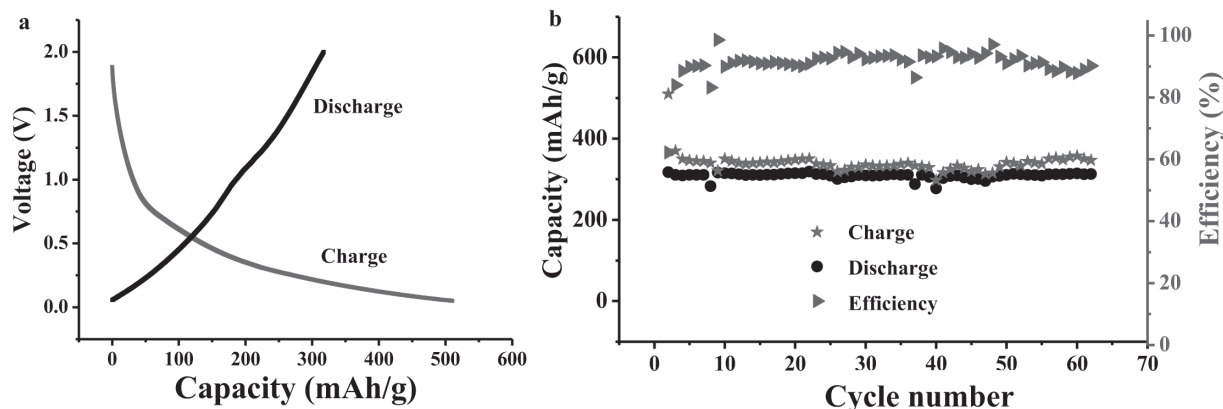 a
Voltage (V)
2.0
1.5
1.0
0.5
0.0
Discharge
Charge
0 100 200 300 400 500 600
Capacity (mAh/g)
b
Capacity (mAh/g)
600
400
300
200
0
Charge
Discharge
Efficiency
100
80
60
40
20
0
Efficiency (%)
0 10 20 30 40 50 60 70
Cycle number